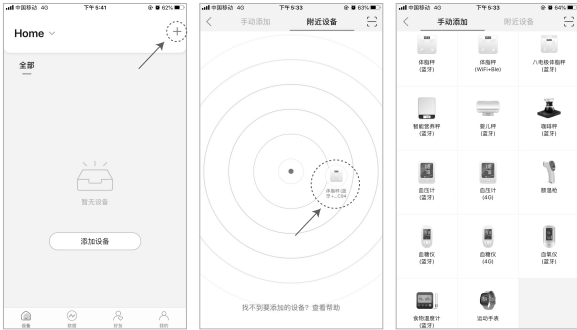 中国移动 4G 下午 5:41 62%
Home
全部
暂无设备
添加设备
设备 数据 好友 我的
中国移动 4G 下午 5:33 63%
手动添加 附近设备
体脂秤(蓝
牙)-...C94
找不到要添加的设备？查看帮助
中国移动 4G 下午 5:33 64%
手动添加 附近设备
体脂秤 体脂秤 八电极体脂秤
(蓝牙) (WiFi+Ble) (蓝牙)
智能营养秤 婴儿秤 咖啡秤
(蓝牙) (蓝牙) (蓝牙)
血压计 血压计 额温枪
(蓝牙) (4G)
血糖仪 血糖仪 血氧仪
(蓝牙) (4G) (蓝牙)
食物温度计 运动手表
(蓝牙)